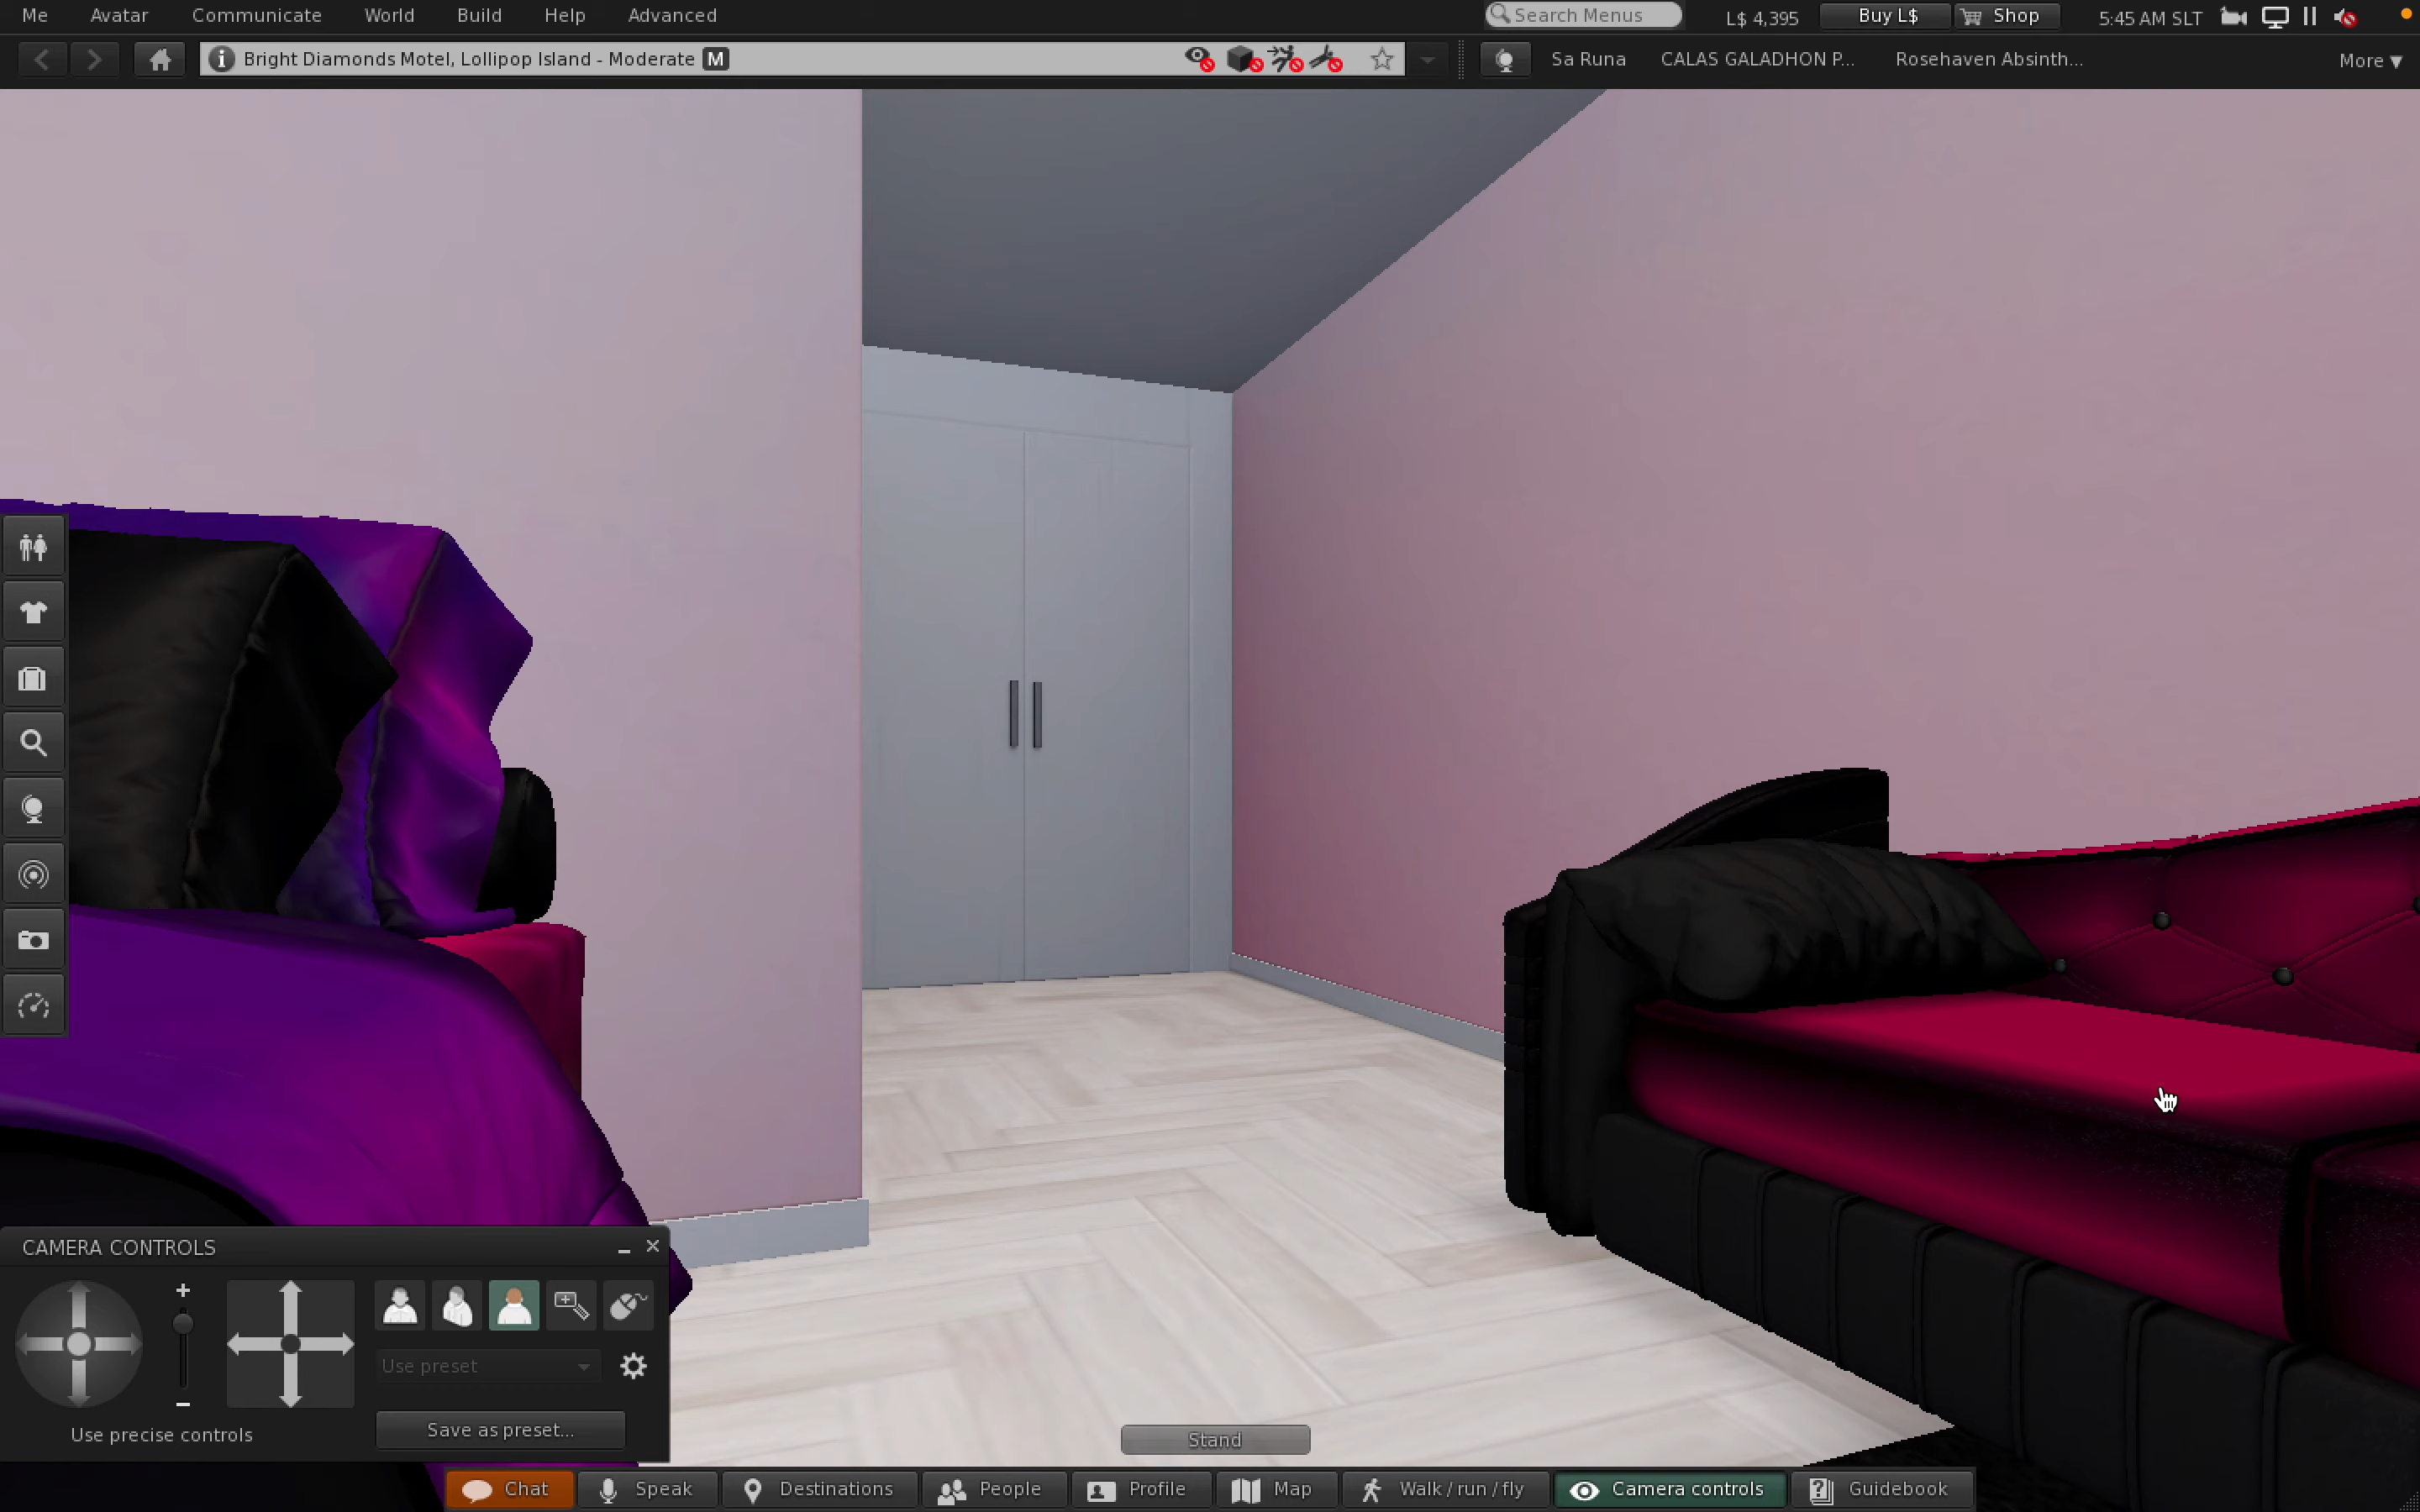 Me Avatar Communicate World Build Help Advanced Search Menus L$ 4,395 Buy L$ Shop 5:45 AM SLT
Bright Diamonds Motel, Lollipop Island - Moderate M Sa Runa CALAS GALADHON P... Rosehaven Absinth... More ▼
CAMERA CONTROLS
Use preset
Save as preset...
Use precise controls
Stand
Chat Speak Destinations People Profile Map Walk / run / fly Camera controls Guidebook